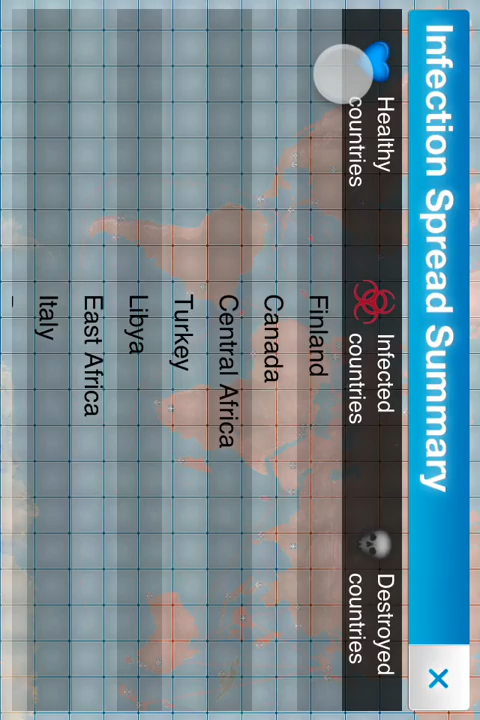 Infection Spread Summary
Healthy
countries
Infected
countries
Destroyed
countries
Finland
Canada
Central Africa
Turkey
Libya
East Africa
Italy